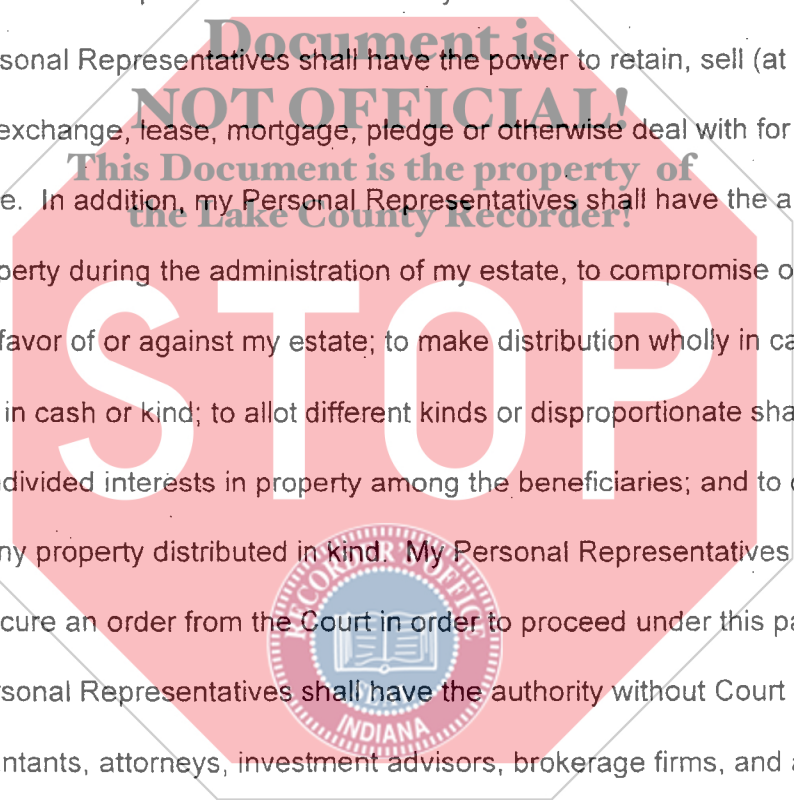 Document is
sonal Representatives shall have the power to retain, sell (at
NOT OFFICIAL!
exchange, lease, mortgage, pledge or otherwise deal with for
This Document is the property of
e. In addition, my Personal Representatives shall have the a
the Lake County Recorder!
perty during the administration of my estate, to compromise o
STOP
favor of or against my estate; to make distribution wholly in ca
in cash or kind; to allot different kinds or disproportionate sha
divided interests in property among the beneficiaries; and to
ny property distributed in kind. My Personal Representatives
RECORDER'S OFFICE
cure an order from the Court in order to proceed under this pa
rsonal Representatives shall have the authority without Court
INDIANA
ntants, attorneys, investment advisors, brokerage firms, and a